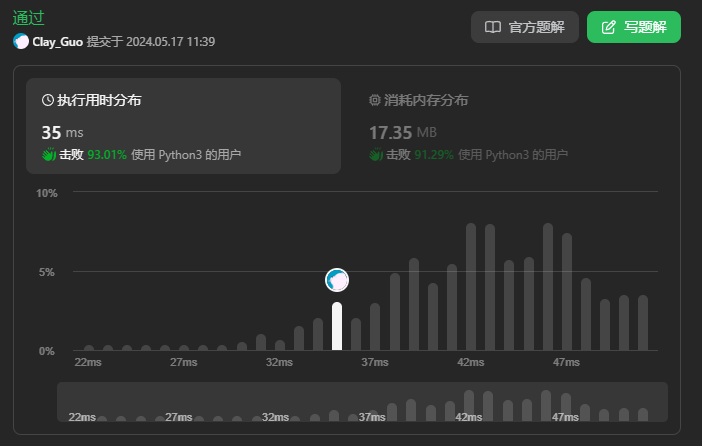 通过
Clay_Guo 提交于 2024.05.17 11:39
官方题解
写题解
执行用时分布
35 ms
击败 93.01% 使用 Python3 的用户
消耗内存分布
17.35 MB
击败 91.29% 使用 Python3 的用户
10%
5%
0%
22ms 27ms 32ms 37ms 42ms 47ms
22ms 27ms 32ms 37ms 42ms 47ms